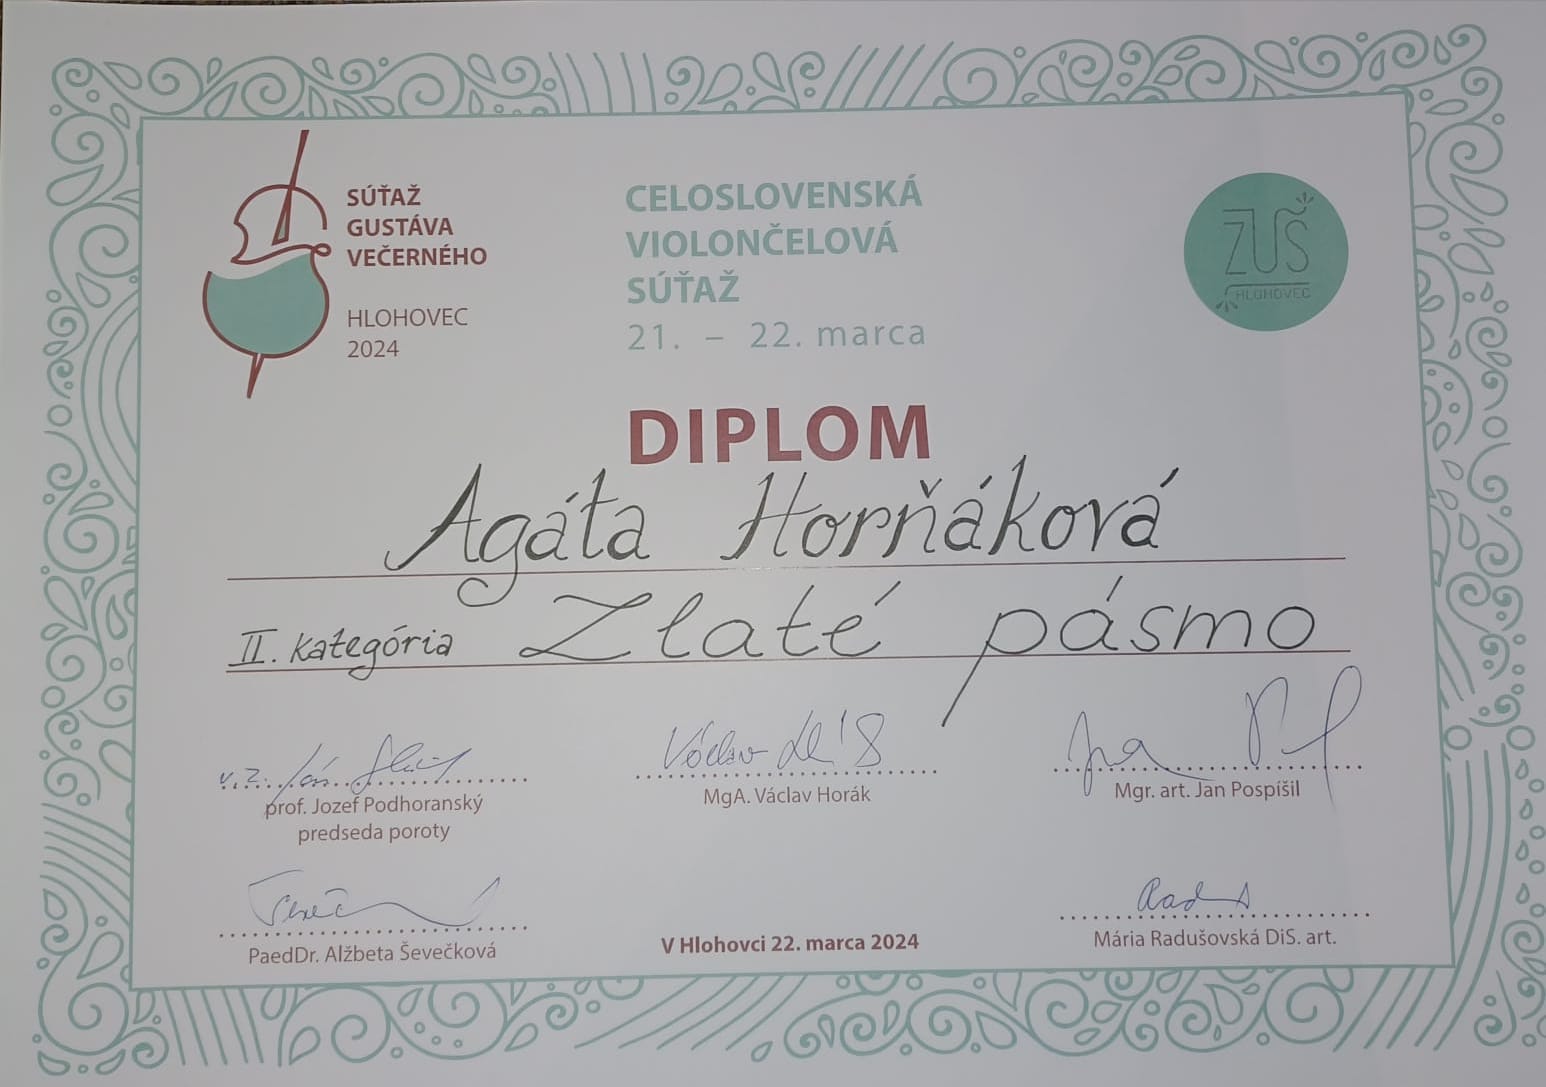 SÚŤAŽ
GUSTÁVA
VEČERNÉHO
HLOHOVEC
2024
CELOSLOVENSKÁ
VIOLONČELOVÁ
SÚŤAŽ
21. – 22. marca
ZUŠ
HLOHOVEC
DIPLOM
Agáta Horňáková
II. kategória Zlaté pásmo
v. z.
prof. Jozef Podhoranský
predseda poroty
Václav
MgA. Václav Horák
Mgr. art. Jan Pospíšil
PaedDr. Alžbeta Ševečková
V Hlohovci 22. marca 2024
Mária Radušovská DiS. art.